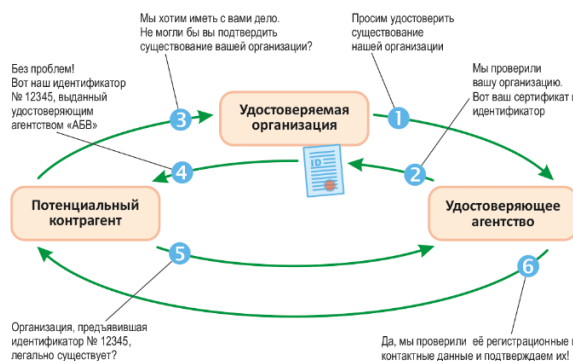 Мы хотим иметь с вами дело.
Не могли бы вы подтвердить
существование вашей организации?
Просим удостоверить
существование
нашей организации
Без проблем!
Вот наш идентификатор
№ 12345, выданный
удостоверяющим
агентством «АБВ»
Мы проверили
вашу организацию.
Вот ваш сертификат и
идентификатор
3
Удостоверяемая
организация
1
4
ID
2
Потенциальный
контрагент
Удостоверяющее
агентство
5
6
Организация, предъявившая
идентификатор № 12345,
легально существует?
Да, мы проверили её регистрационные и
контактные данные и подтверждаем их!